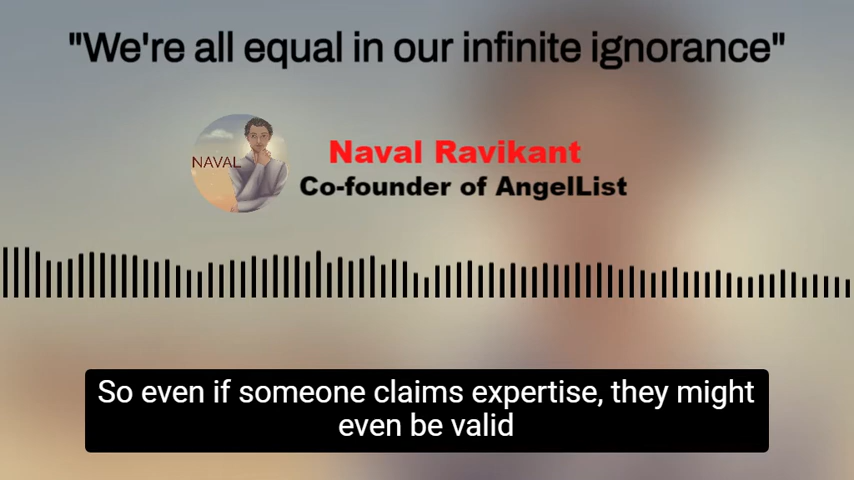 "We're all equal in our infinite ignorance"
NAVAL
Naval Ravikant
Co-founder of AngelList
So even if someone claims expertise, they might
even be valid